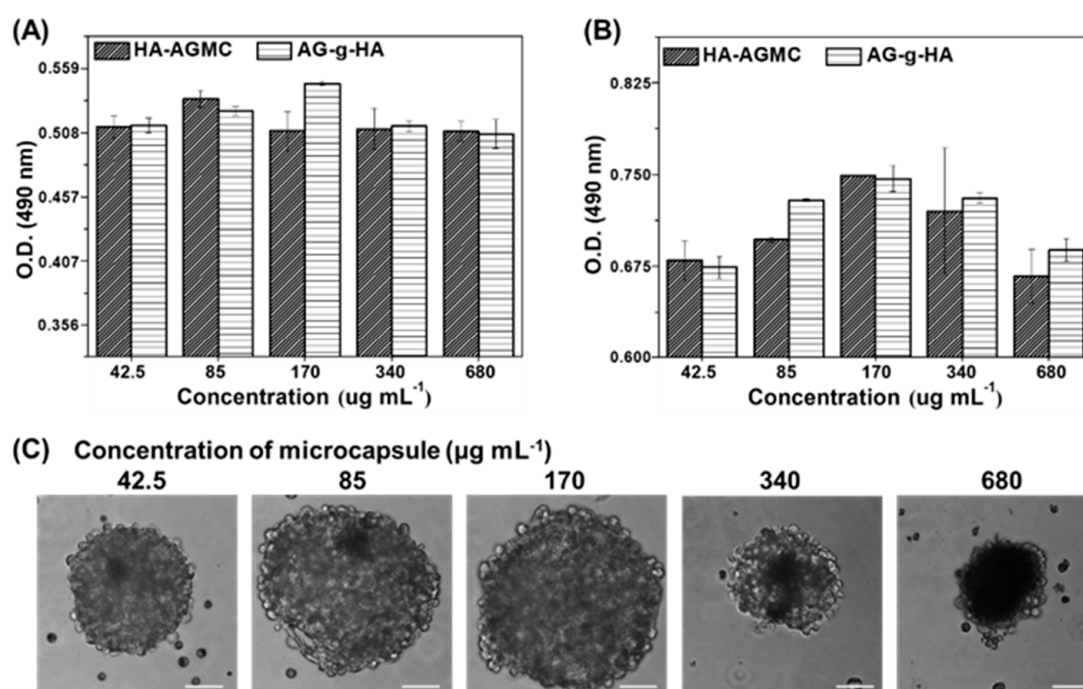 (A)
HA-AGMC AG-g-HA
O.D. (490 nm)
0.559
0.508
0.457
0.407
0.356
42.5 85 170 340 680
Concentration (ug mL-1)
(B)
HA-AGMC AG-g-HA
O.D. (490 nm
0.825
0.750
0.675
0.600
42.5 85 170 340 680
Concentration (ug mL-1)
(C) Concentration of microcapsule (µg mL-1)
42.5 85 170 340 680